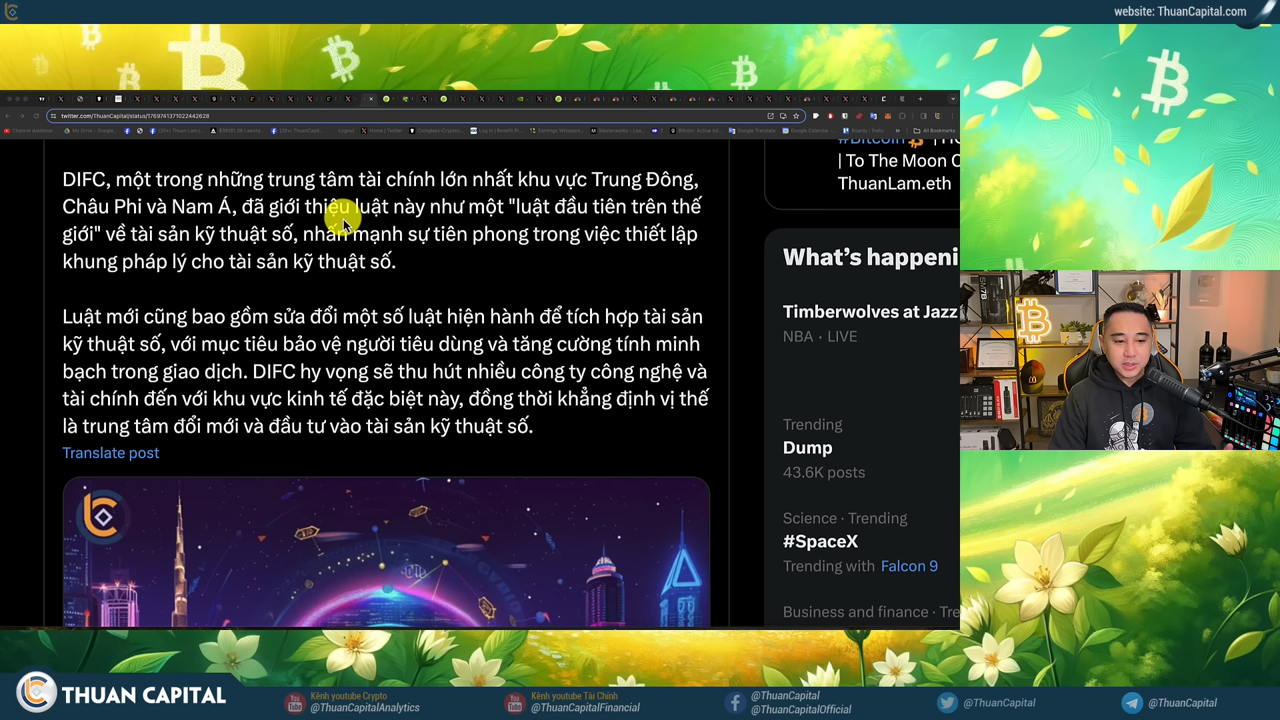 website: ThuanCapital.com
twitter.com/ThuanCapital/status/1769741371022442628
All Bookmarks
DIFC, một trong những trung tâm tài chính lớn nhất khu vực Trung Đông,
Châu Phi và Nam Á, đã giới thiệu luật này như một "luật đầu tiên trên thế
giới" về tài sản kỹ thuật số, nhấn mạnh sự tiên phong trong việc thiết lập
khung pháp lý cho tài sản kỹ thuật số.
Luật mới cũng bao gồm sửa đổi một số luật hiện hành để tích hợp tài sản
kỹ thuật số, với mục tiêu bảo vệ người tiêu dùng và tăng cường tính minh
bạch trong giao dịch. DIFC hy vọng sẽ thu hút nhiều công ty công nghệ và
tài chính đến với khu vực kinh tế đặc biệt này, đồng thời khẳng định vị thế
là trung tâm đổi mới và đầu tư vào tài sản kỹ thuật số.
Translate post
#Bitcoin
| To The Moon
ThuanLam.eth
What's happeni
Timberwolves at Jazz
NBA · LIVE
Trending
Dump
43.6K posts
Science · Trending
#SpaceX
Trending with Falcon 9
Business and finance · Tre
THUAN CAPITAL
Kênh youtube Crypto
@ThuanCapitalAnalytics
Kênh youtube Tài Chính
@ThuanCapitalFinancial
@ThuanCapital
@ThuanCapitalOfficial
@ThuanCapital
@ThuanCapital